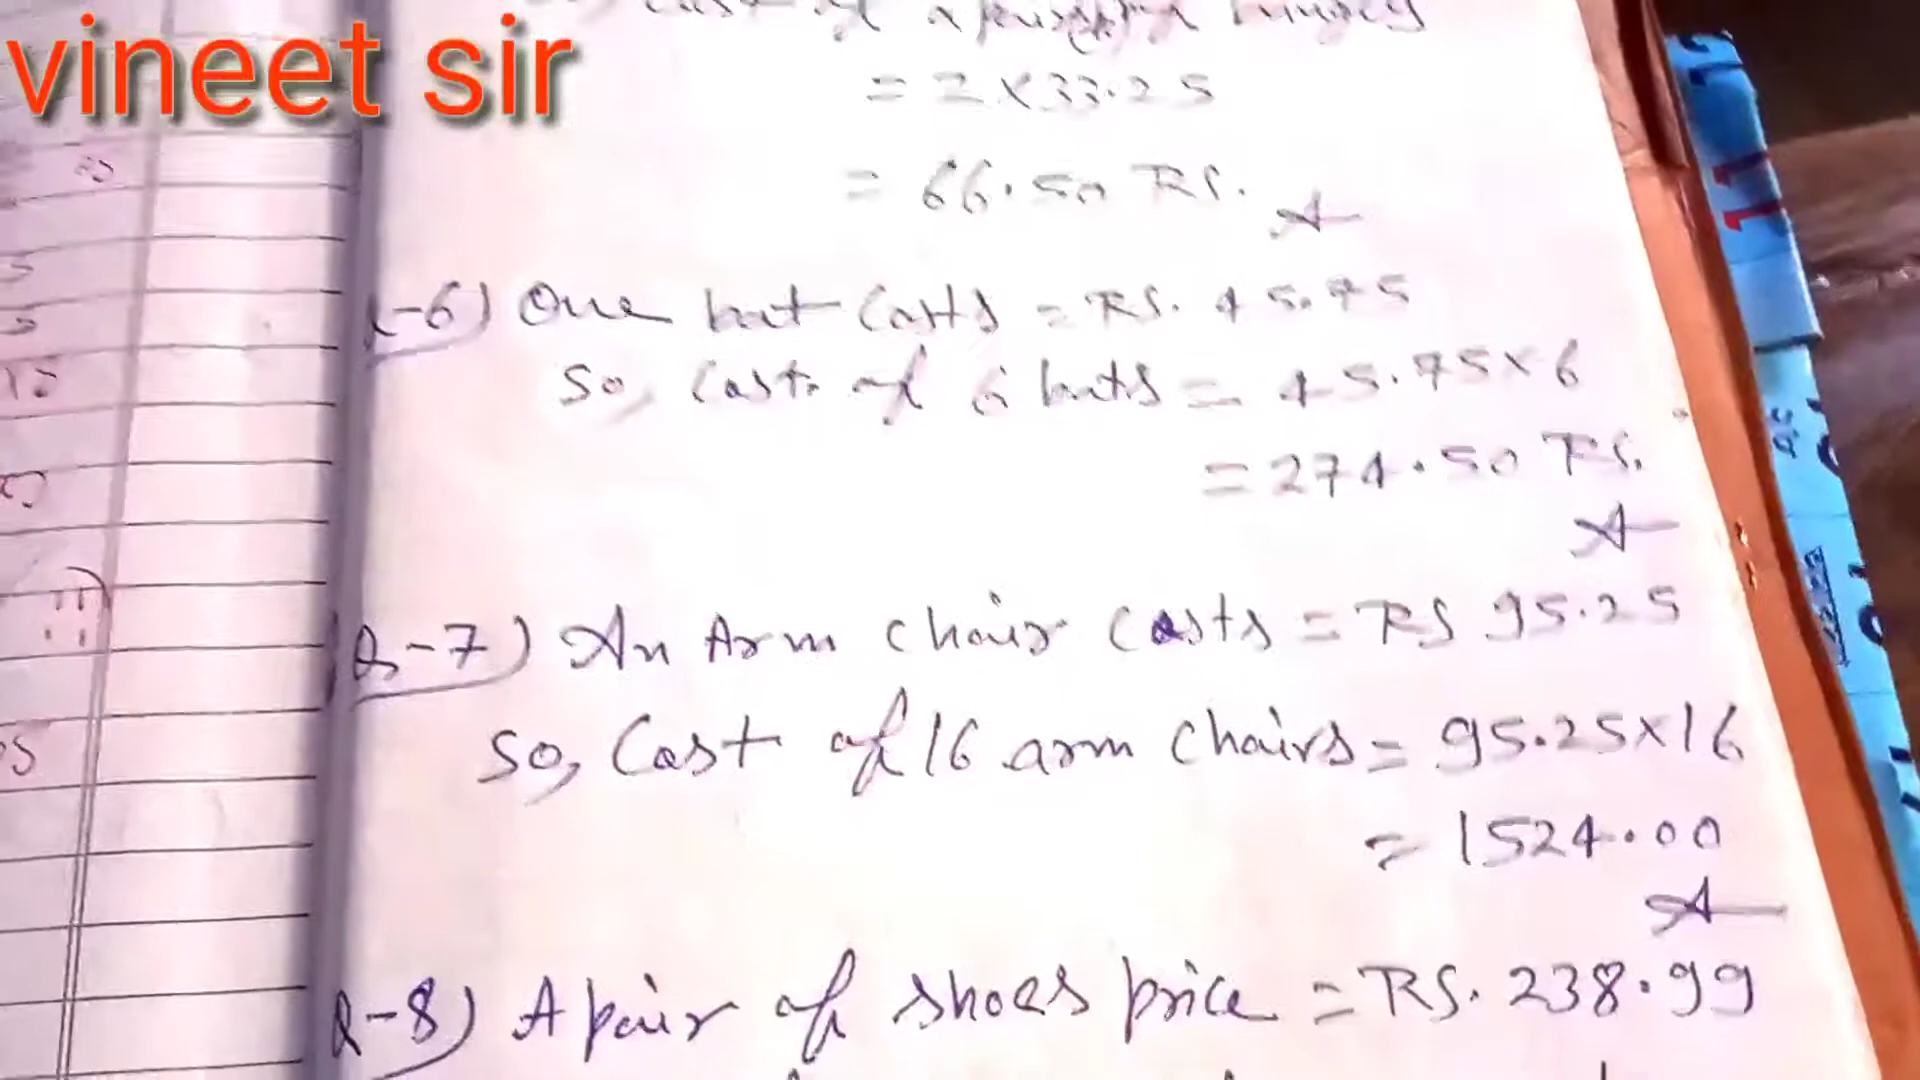 vineet sir
= 2 x 33.25
= 66.50 Rs.
-6) One hat costs = Rs. 45.75
So, Cost of 6 hats = 45.75 x 6
= 274.50 Rs.
A
Q-7) An Arm chair Costs = Rs 95.25
So, Cost of 16 arm chairs = 95.25x16
= 1524.00
A
Q-8) A pair of shoes price = Rs. 238.99